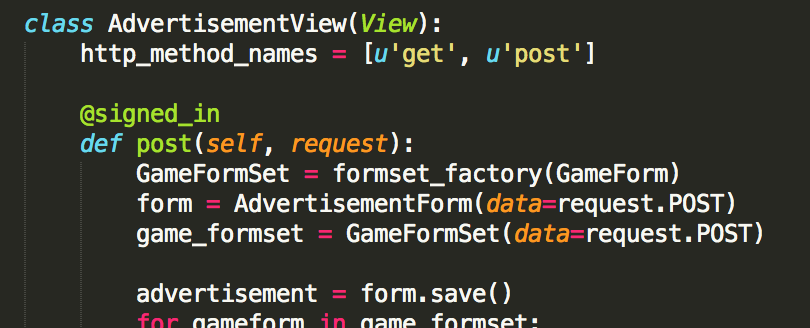 class AdvertisementView(View):
http_method_names = [u'get', u'post']
@signed_in
def post(self, request):
GameFormSet = formset_factory(GameForm)
form = AdvertisementForm(data=request.POST)
game_formset = GameFormSet(data=request.POST)
advertisement = form.save()
for gameform in game_formset: